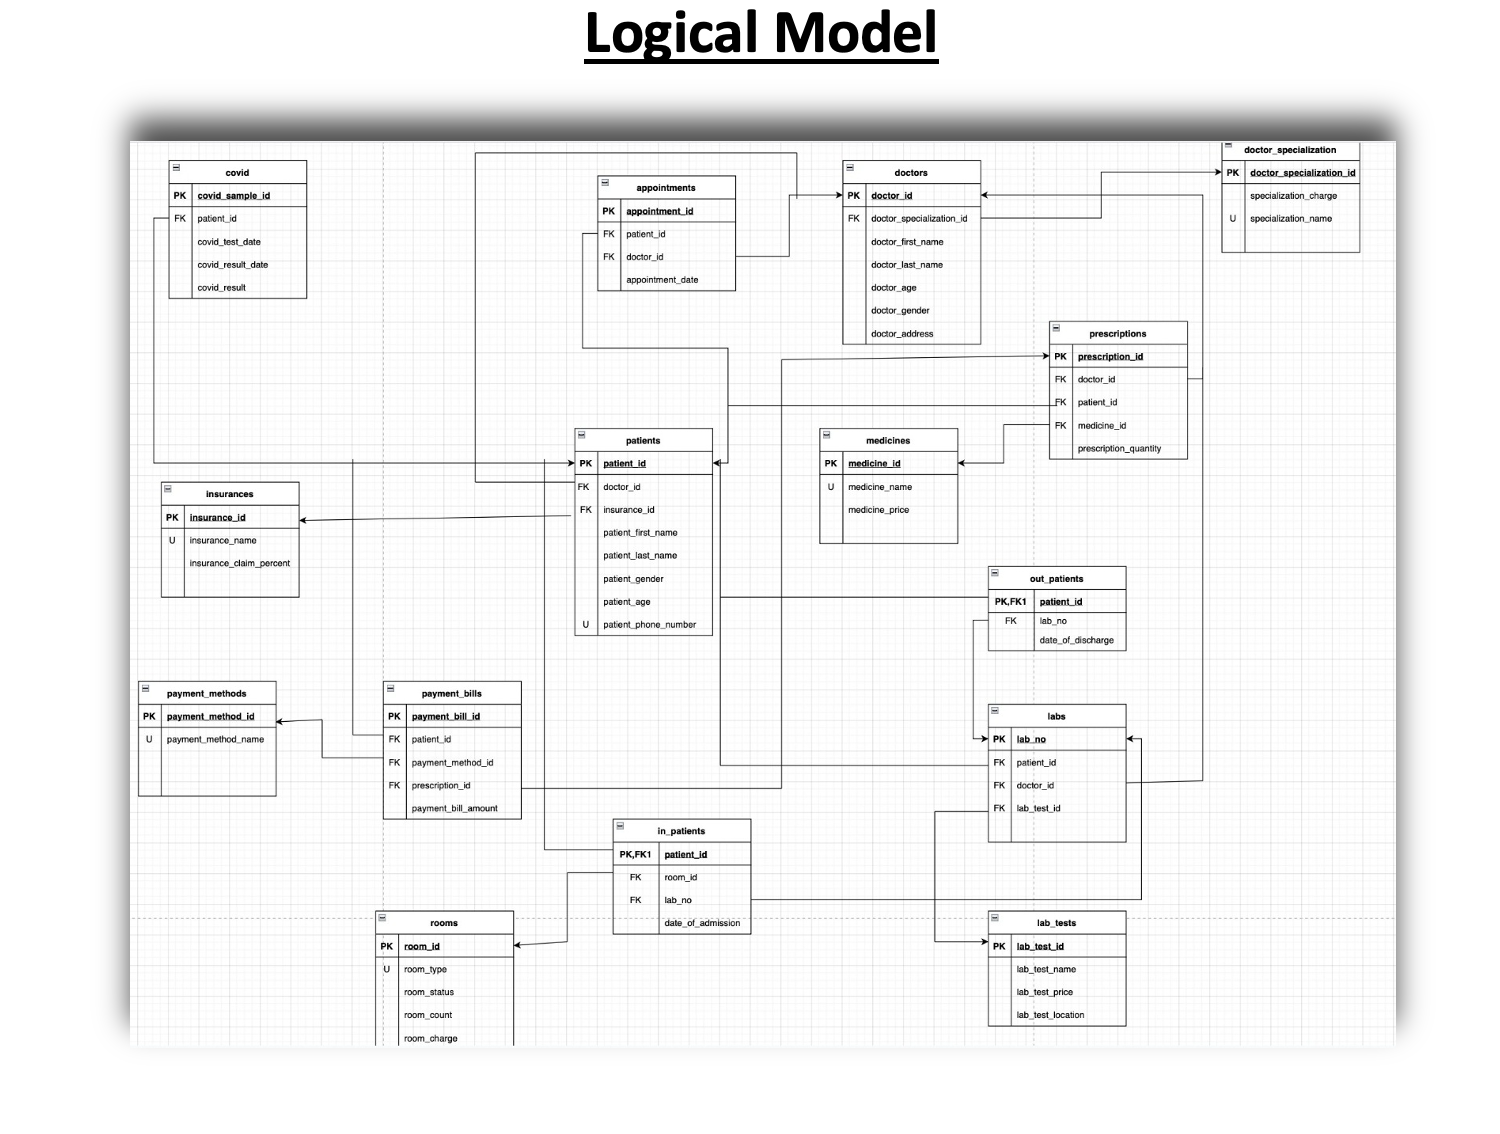 Logical Model
covid
PK covid_sample_id
FK patient_id
covid_test_date
covid_result_date
covid_result
appointments
PK appointment_id
FK patient_id
FK doctor_id
appointment_date
doctors
PK doctor_id
FK doctor_specialization_id
doctor_first_name
doctor_last_name
doctor_age
doctor_gender
doctor_address
doctor_specialization
PK doctor_specialization_id
specialization_charge
U specialization_name
prescriptions
PK prescription_id
FK doctor_id
FK patient_id
FK medicine_id
prescription_quantity
patients
PK patient_id
FK doctor_id
FK insurance_id
patient_first_name
patient_last_name
patient_gender
patient_age
U patient_phone_number
medicines
PK medicine_id
U medicine_name
medicine_price
insurances
PK insurance_id
U insurance_name
insurance_claim_percent
out_patients
PK,FK1 patient_id
FK lab_no
date_of_discharge
payment_methods
PK payment_method_id
U payment_method_name
payment_bills
PK payment_bill_id
FK patient_id
FK payment_method_id
FK prescription_id
payment_bill_amount
labs
PK lab_no
FK patient_id
FK doctor_id
FK lab_test_id
in_patients
PK,FK1 patient_id
FK room_id
FK lab_no
date_of_admission
rooms
PK room_id
U room_type
room_status
room_count
room_charge
lab_tests
PK lab_test_id
lab_test_name
lab_test_price
lab_test_location